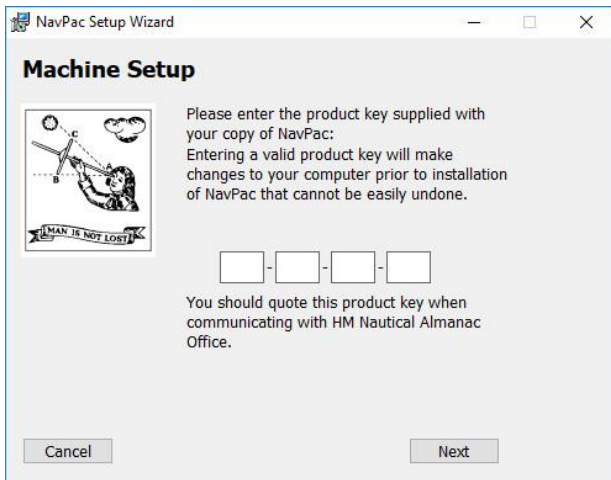 NavPac Setup Wizard
Machine Setup
C
A
B
MAN IS NOT LOST
Please enter the product key supplied with
your copy of NavPac:
Entering a valid product key will make
changes to your computer prior to installation
of NavPac that cannot be easily undone.
- - -
You should quote this product key when
communicating with HM Nautical Almanac
Office.
Cancel
Next